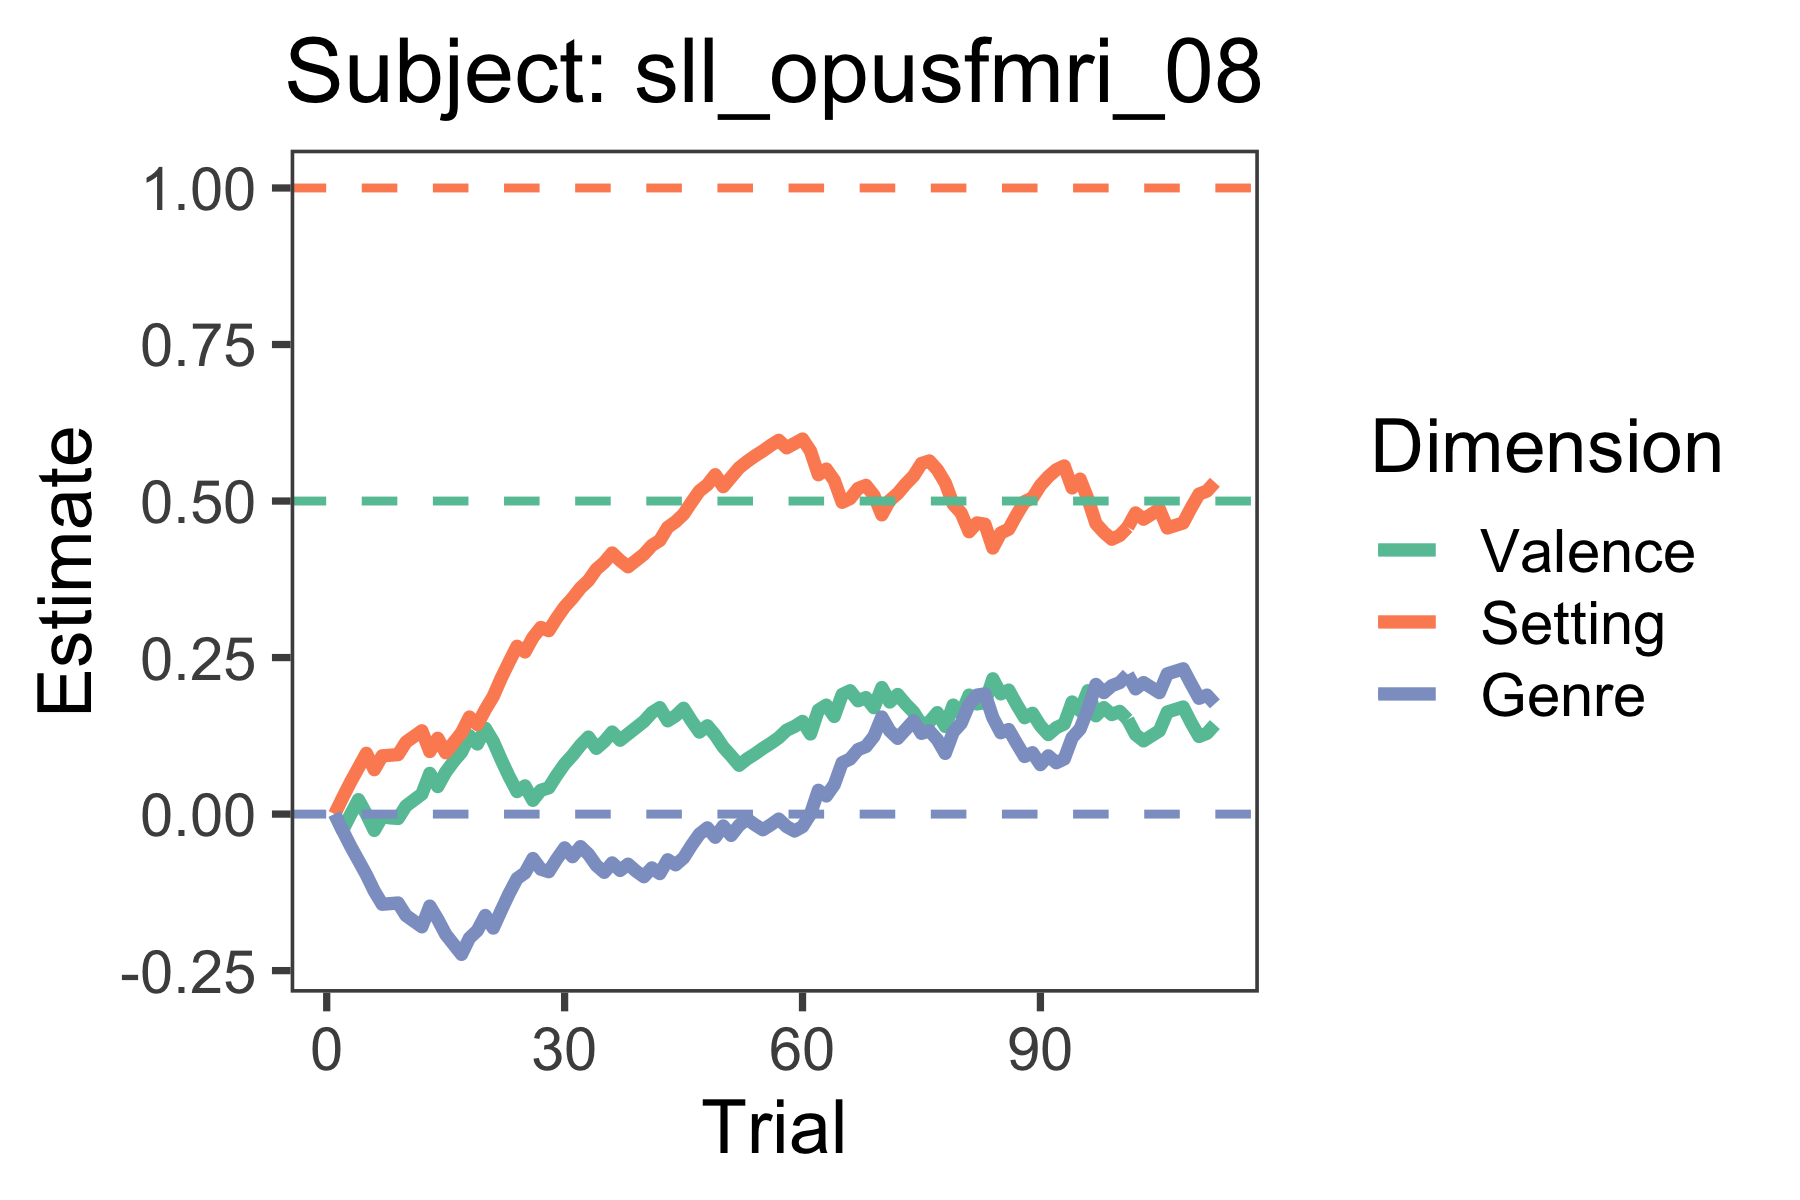 Subject: sll_opusfmri_08
1.00
0.75
0.50
0.25
0.00
-0.25
Estimate
0 30 60 90
Trial
Dimension
Valence
Setting
Genre